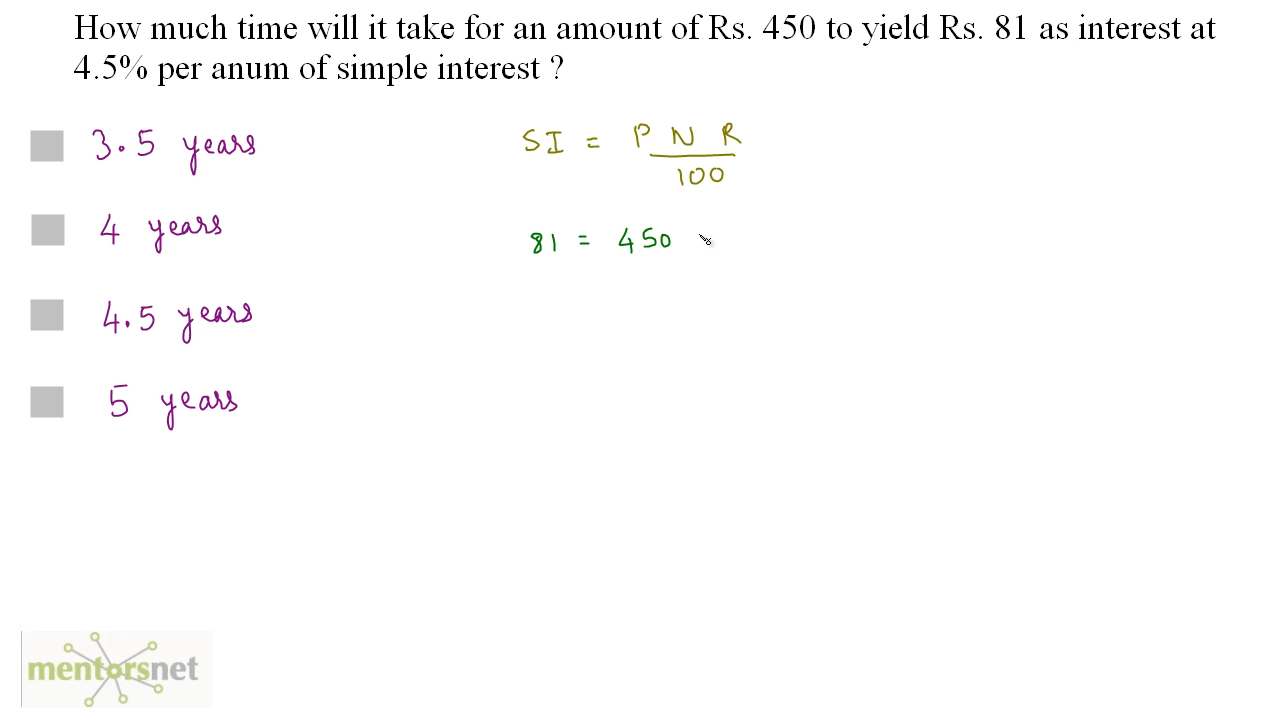 How much time will it take for an amount of Rs. 450 to yield Rs. 81 as interest at
4.5% per anum of simple interest ?
3.5 years
4 years
4.5 years
5 years
SI = P N R
100
81 = 450
mentorsnet